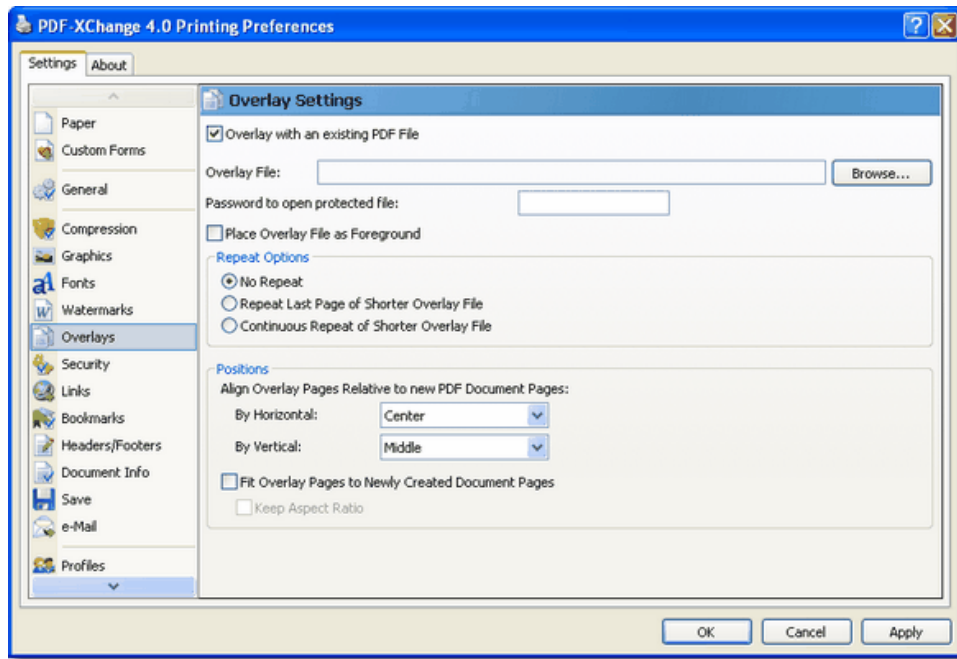 PDF-XChange 4.0 Printing Preferences
Settings
About
Paper
Custom Forms
General
Compression
Graphics
Fonts
Watermarks
Overlays
Security
Links
Bookmarks
Headers/Footers
Document Info
Save
e-Mail
Profiles
Overlay Settings
Overlay with an existing PDF File
Overlay File:
Browse...
Password to open protected file:
Place Overlay File as Foreground
Repeat Options
No Repeat
Repeat Last Page of Shorter Overlay File
Continuous Repeat of Shorter Overlay File
Positions
Align Overlay Pages Relative to new PDF Document Pages:
By Horizontal: Center
By Vertical: Middle
Fit Overlay Pages to Newly Created Document Pages
Keep Aspect Ratio
OK Cancel Apply